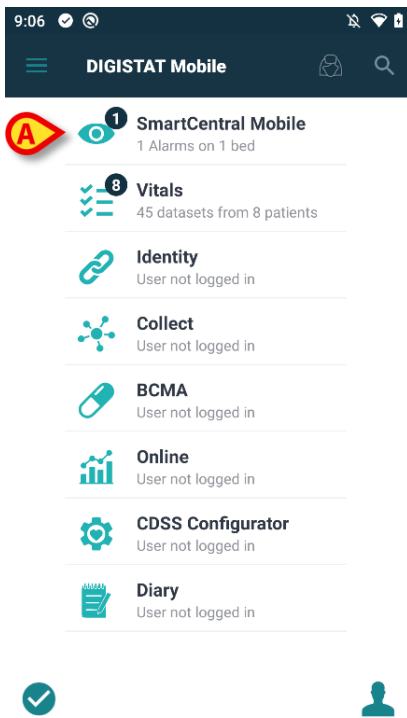 9:06
DIGISTAT Mobile
A
1
SmartCentral Mobile
1 Alarms on 1 bed
8
Vitals
45 datasets from 8 patients
Identity
User not logged in
Collect
User not logged in
BCMA
User not logged in
Online
User not logged in
CDSS Configurator
User not logged in
Diary
User not logged in